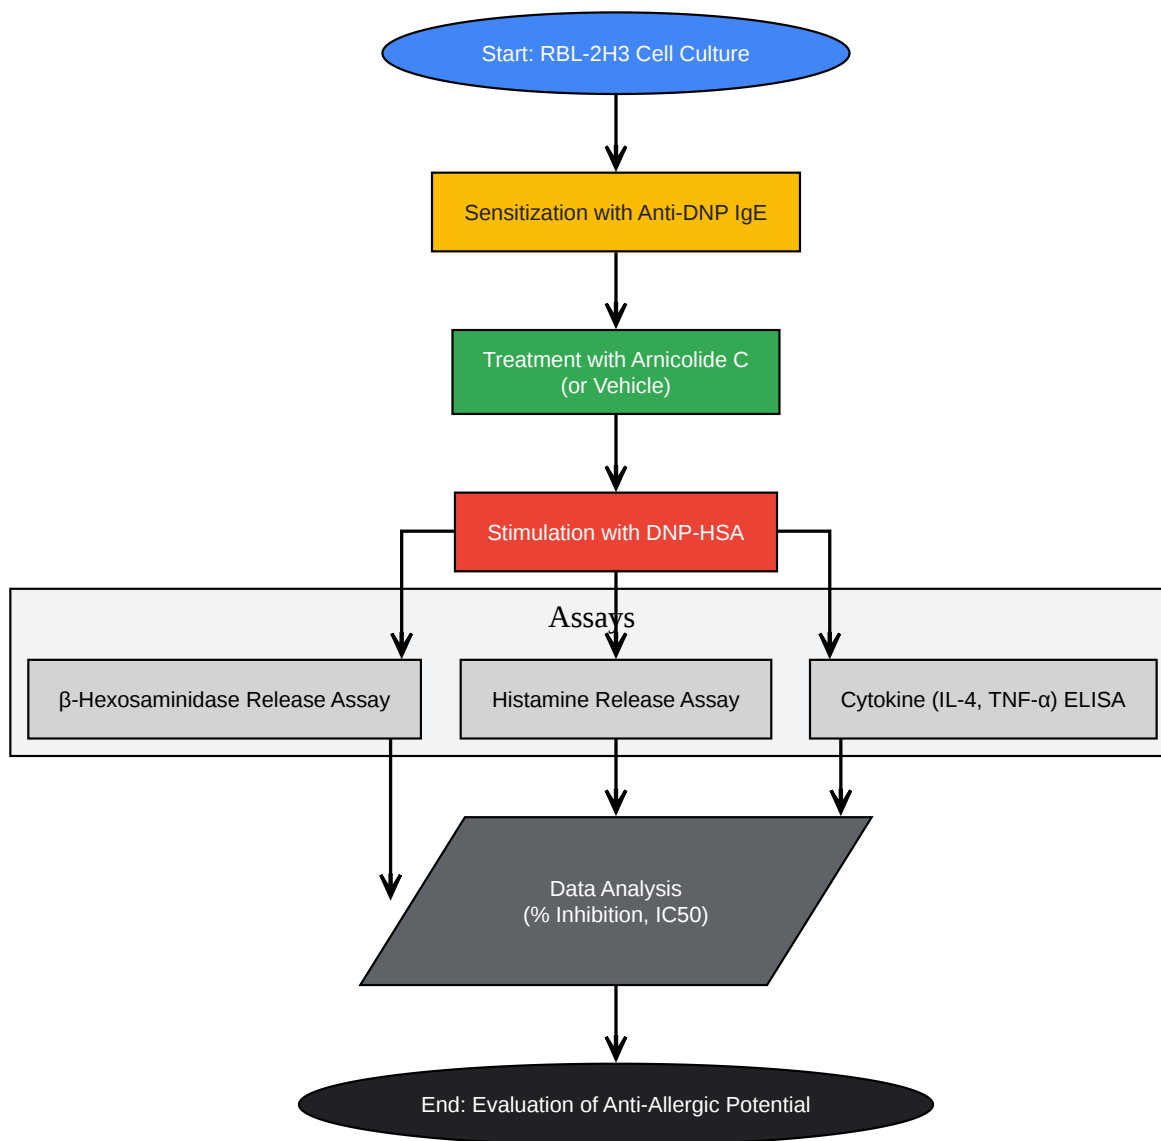 Start: RBL-2H3 Cell Culture
Sensitization with Anti-DNP IgE
Treatment with Arnicolide C
(or Vehicle)
Stimulation with DNP-HSA
Assays
β-Hexosaminidase Release Assay
Histamine Release Assay
Cytokine (IL-4, TNF-α) ELISA
Data Analysis
(% Inhibition, IC50)
End: Evaluation of Anti-Allergic Potential